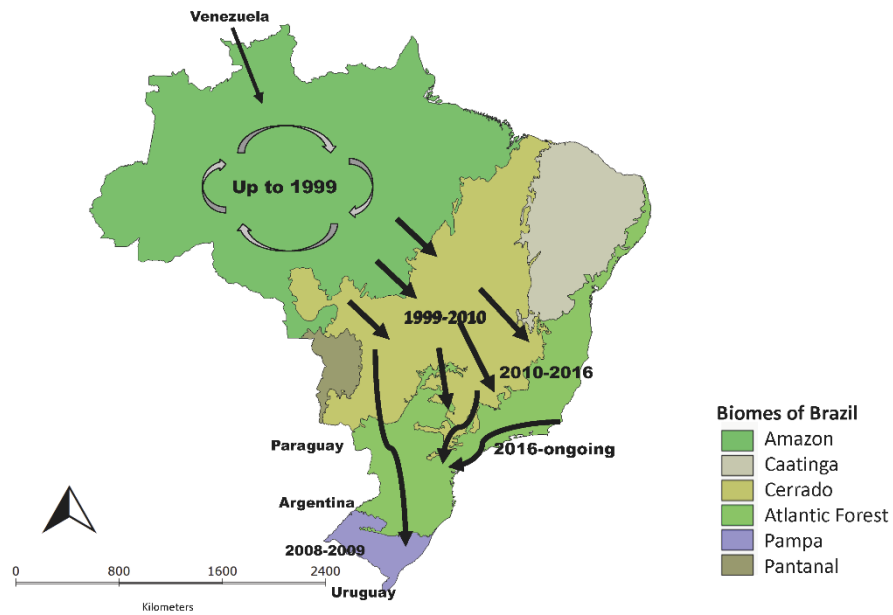 Venezuela
Up to 1999
1999-2010
2010-2016
Paraguay
2016-ongoing
Argentina
2008-2009
Uruguay
0 800 1600 2400
Kilometers
Biomes of Brazil
Amazon
Caatinga
Cerrado
Atlantic Forest
Pampa
Pantanal